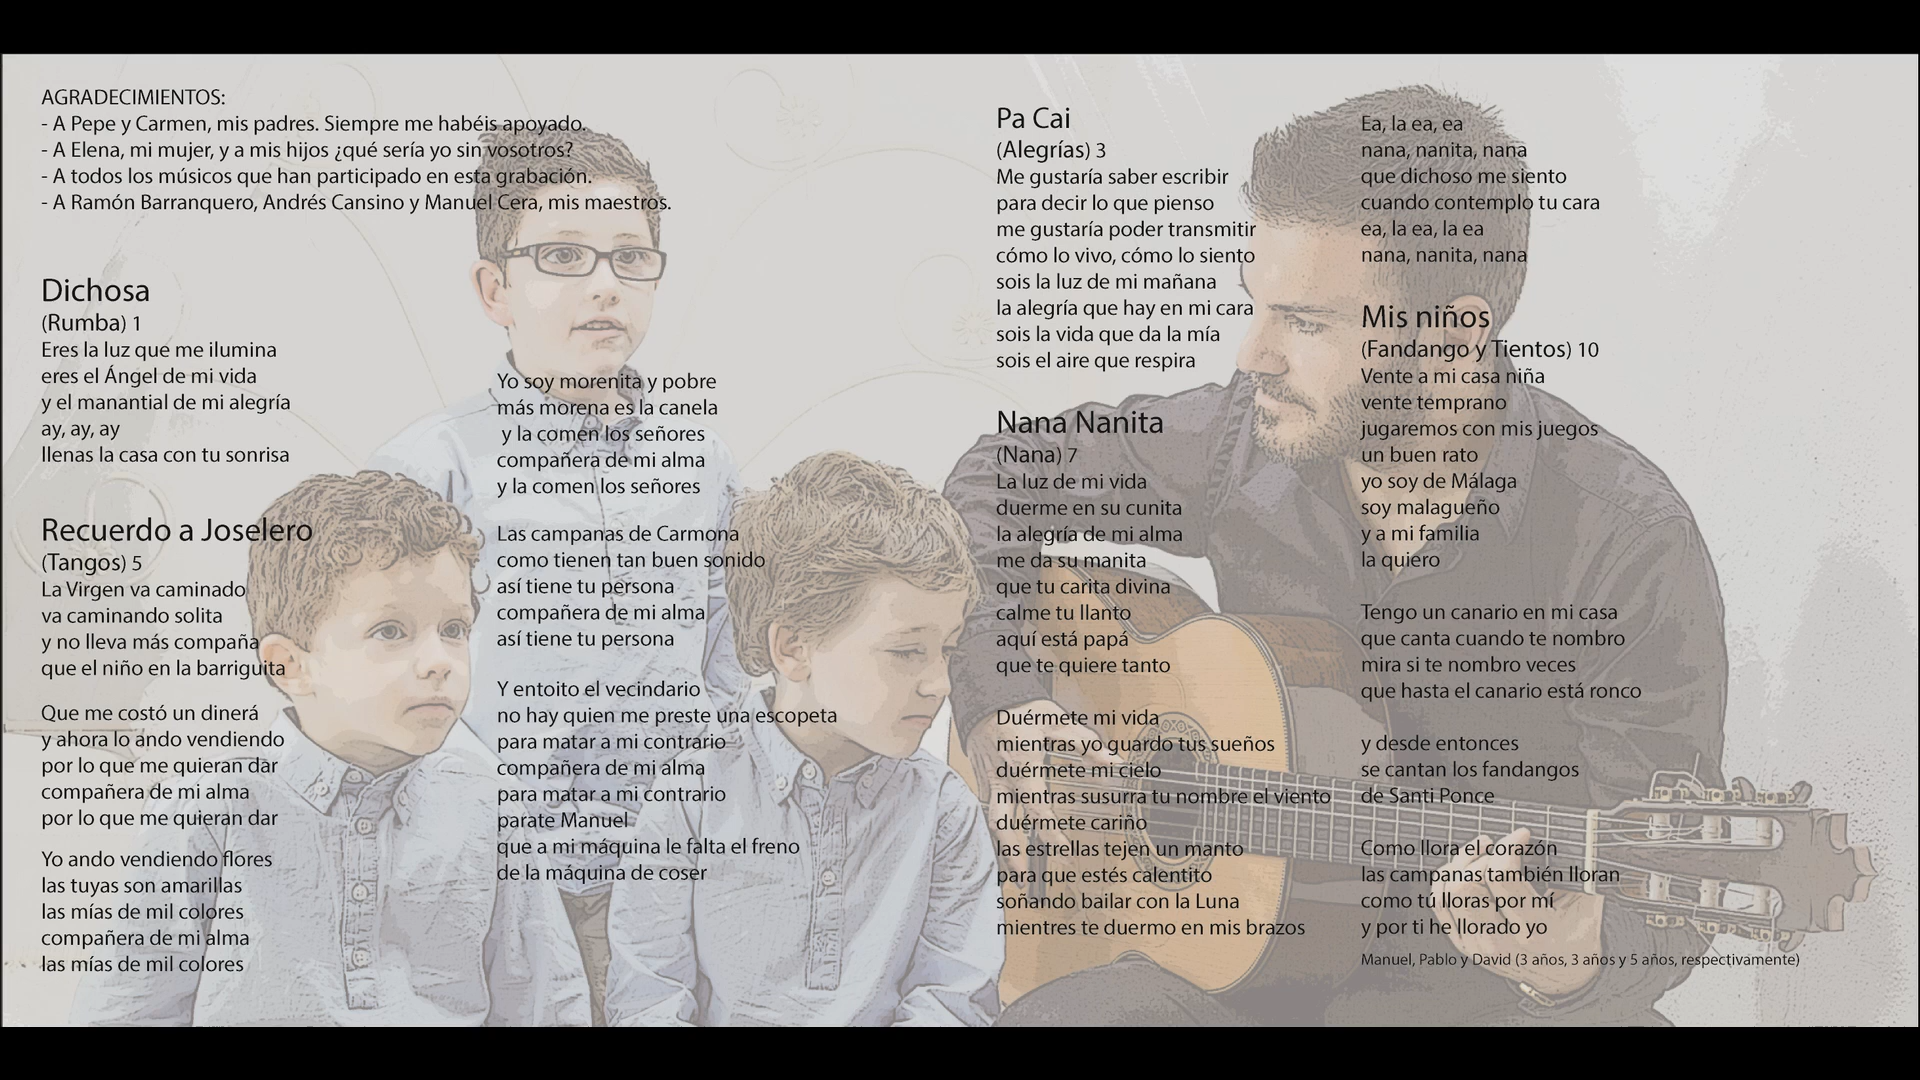 AGRADECIMIENTOS:
- A Pepe y Carmen, mis padres. Siempre me habéis apoyado.
- A Elena, mi mujer, y a mis hijos ¿qué sería yo sin vosotros?
- A todos los músicos que han participado en esta grabación.
- A Ramón Barranquero, Andrés Cansino y Manuel Cera, mis maestros.
Dichosa
(Rumba) 1
Eres la luz que me ilumina
eres el Ángel de mi vida
y el manantial de mi alegría
ay, ay, ay
llenas la casa con tu sonrisa
Recuerdo a Joselero
(Tangos) 5
La Virgen va caminado
va caminando solita
y no lleva más compaña
que el niño en la barriguita
Que me costó un dinerá
y ahora lo ando vendiendo
por lo que me quieran dar
compañera de mi alma
por lo que me quieran dar
Yo ando vendiendo flores
las tuyas son amarillas
las mías de mil colores
compañera de mi alma
las mías de mil colores
Yo soy morenita y pobre
más morena es la canela
y la comen los señores
compañera de mi alma
y la comen los señores
Las campanas de Carmona
como tienen tan buen sonido
así tiene tu persona
compañera de mi alma
así tiene tu persona
Y entoito el vecindario
no hay quien me preste una escopeta
para matar a mi contrario
compañera de mi alma
para matar a mi contrario
parate Manuel
que a mi máquina le falta el freno
de la máquina de coser
Pa Cai
(Alegrías) 3
Me gustaría saber escribir
para decir lo que pienso
me gustaría poder transmitir
cómo lo vivo, cómo lo siento
sois la luz de mi mañana
la alegría que hay en mi cara
sois la vida que da la mía
sois el aire que respira
Nana Nanita
(Nana) 7
La luz de mi vida
duerme en su cunita
la alegría de mi alma
me da su manita
que tu carita divina
calme tu llanto
aquí está papá
que te quiere tanto
Duérmete mi vida
mientras yo guardo tus sueños
duérmete mi cielo
mientras susurra tu nombre el viento
duérmete cariño
las estrellas tejen un manto
para que estés calentito
soñando bailar con la Luna
mientres te duermo en mis brazos
Ea, la ea, ea
nana, nanita, nana
que dichoso me siento
cuando contemplo tu cara
ea, la ea, la ea
nana, nanita, nana
Mis niños
(Fandango y Tientos) 10
Vente a mi casa niña
vente temprano
jugaremos con mis juegos
un buen rato
yo soy de Málaga
soy malagueño
y a mi familia
la quiero
Tengo un canario en mi casa
que canta cuando te nombro
mira si te nombro veces
que hasta el canario está ronco
y desde entonces
se cantan los fandangos
de Santi Ponce
Como llora el corazón
las campanas también lloran
como tú lloras por mí
y por ti he llorado yo
Manuel, Pablo y David (3 años, 3 años y 5 años, respectivamente)